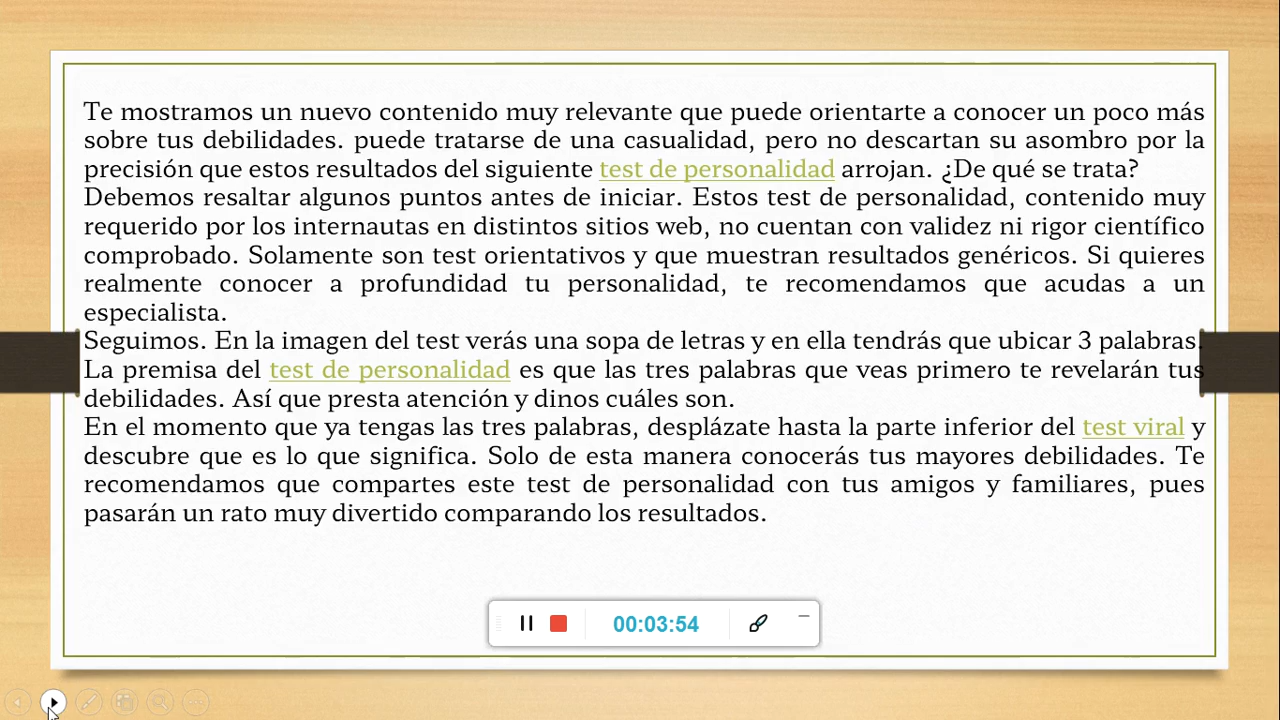 Te mostramos un nuevo contenido muy relevante que puede orientarte a conocer un poco más
sobre tus debilidades. puede tratarse de una casualidad, pero no descartan su asombro por la
precisión que estos resultados del siguiente test de personalidad arrojan. ¿De qué se trata?
Debemos resaltar algunos puntos antes de iniciar. Estos test de personalidad, contenido muy
requerido por los internautas en distintos sitios web, no cuentan con validez ni rigor científico
comprobado. Solamente son test orientativos y que muestran resultados genéricos. Si quieres
realmente conocer a profundidad tu personalidad, te recomendamos que acudas a un
especialista.
Seguimos. En la imagen del test verás una sopa de letras y en ella tendrás que ubicar 3 palabras.
La premisa del test de personalidad es que las tres palabras que veas primero te revelarán tus
debilidades. Así que presta atención y dinos cuáles son.
En el momento que ya tengas las tres palabras, desplázate hasta la parte inferior del test viral y
descubre que es lo que significa. Solo de esta manera conocerás tus mayores debilidades. Te
recomendamos que compartes este test de personalidad con tus amigos y familiares, pues
pasarán un rato muy divertido comparando los resultados.
00:03:54